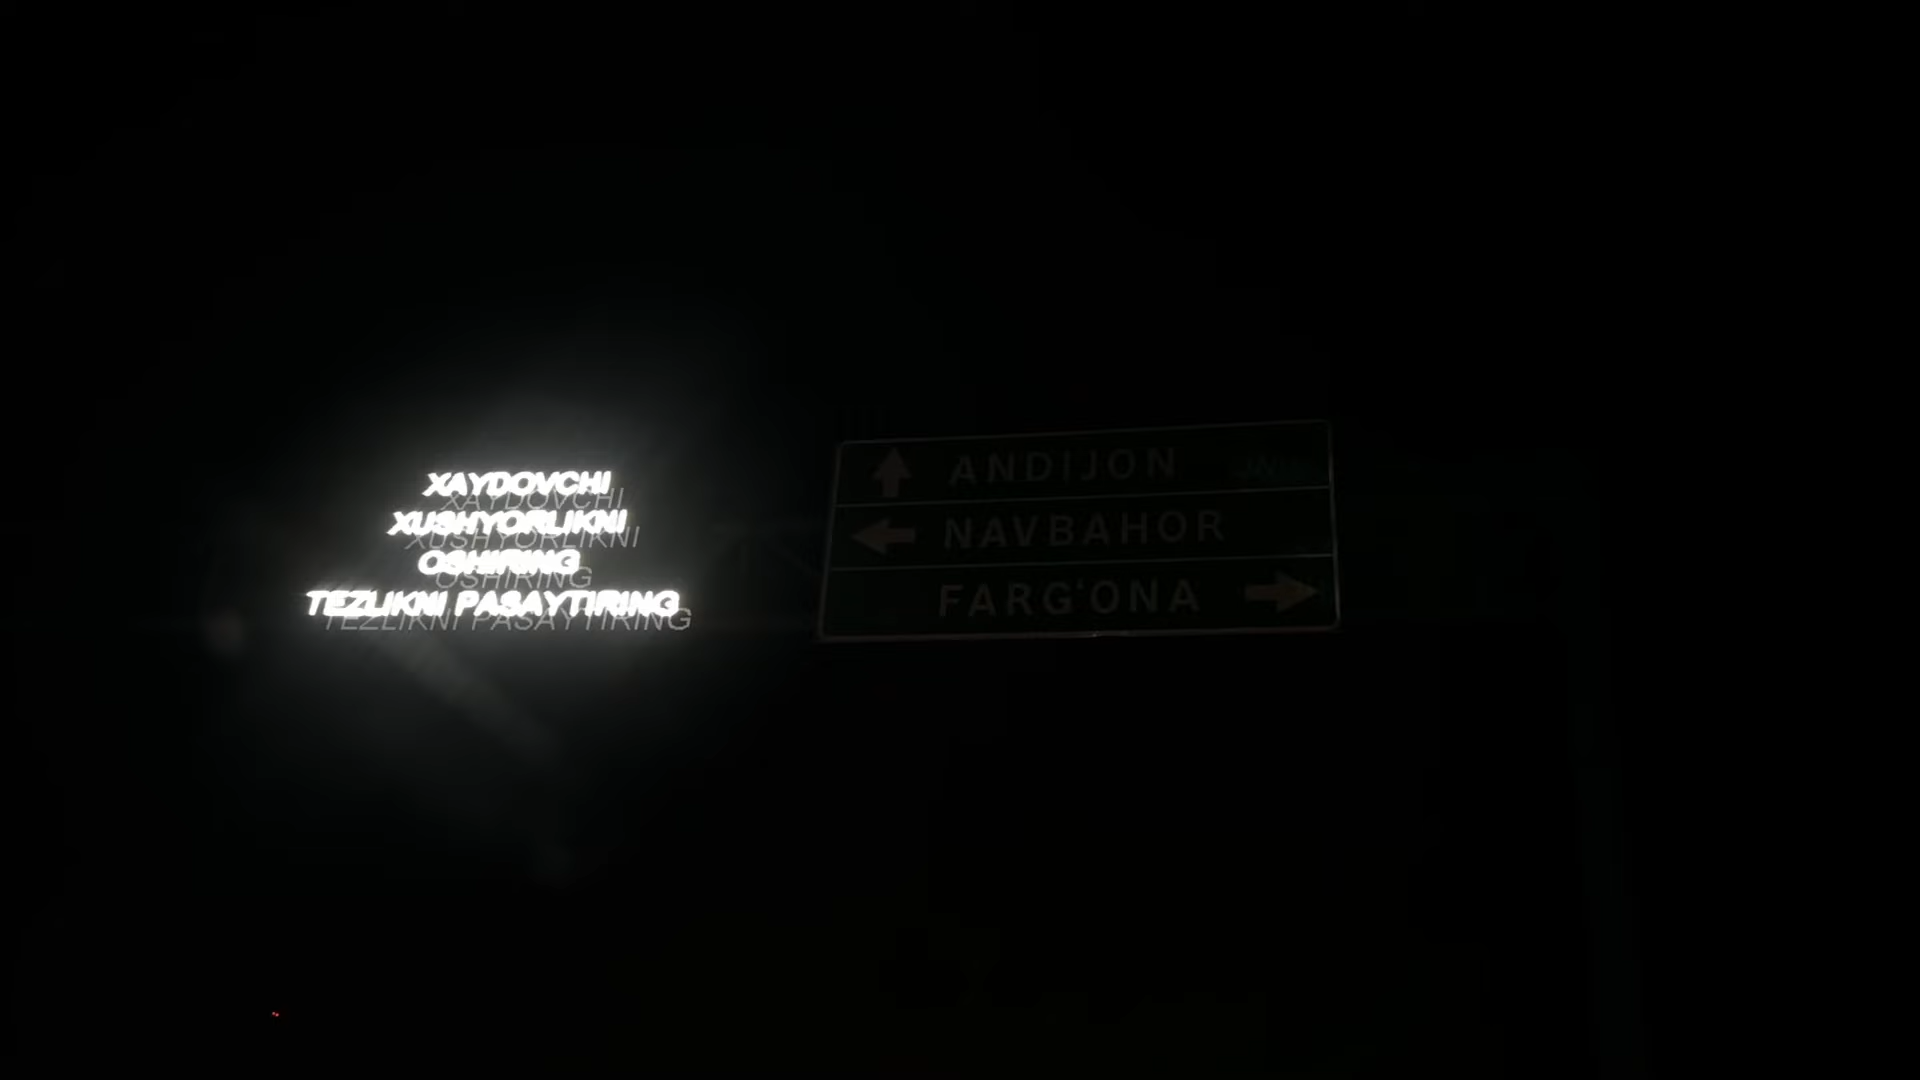 XAYDOVCHI
XUSHYORLIKNI
OSHIRING
TEZLIKNI PASAYTIRING
ANDIJON
NAVBAHOR
FARG‘ONA